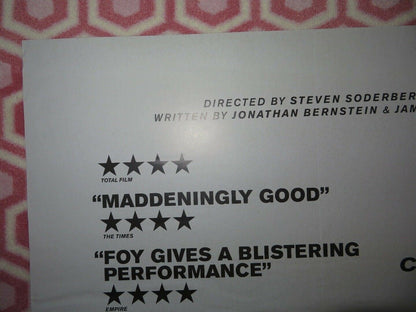 DIRECTED BY STEVEN SODERBER
WRITTEN BY JONATHAN BERNSTEIN & JAM
★★★★
TOTAL FILM
“MADDENINGLY GOOD”
★★★★
THE TIMES
“FOY GIVES A BLISTERING
PERFORMANCE”
★★★★
EMPIRE
C